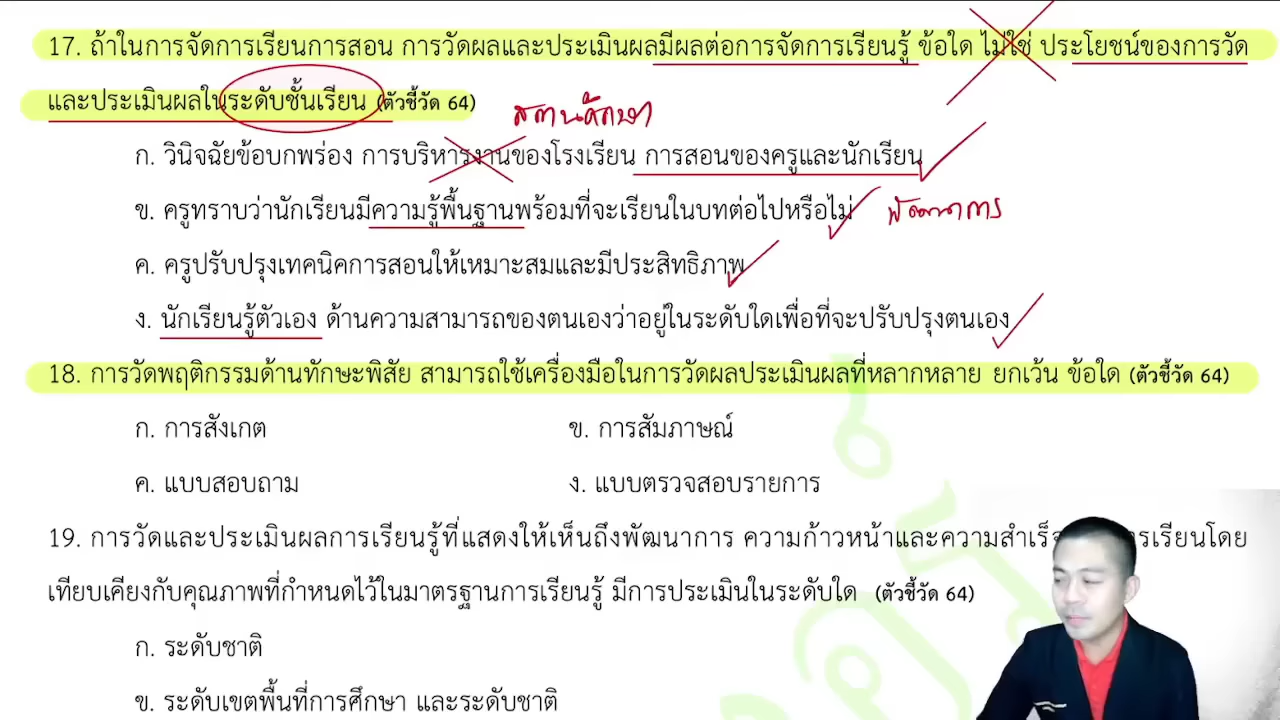 17. ถ้าในการจัดการเรียนการสอน การวัดผลและประเมินผลมีผลต่อการจัดการเรียนรู้ ข้อใด ไม่ใช่ ประโยชน์ของการวัด
และประเมินผลในระดับชั้นเรียน (ตัวชี้วัด 64)
สถานศึกษา
ก. วินิจฉัยข้อบกพร่อง การบริหารงานของโรงเรียน การสอนของครูและนักเรียน
ข. ครูทราบว่านักเรียนมีความรู้พื้นฐานพร้อมที่จะเรียนในบทต่อไปหรือไม่ พัฒนาการ
ค. ครูปรับปรุงเทคนิคการสอนให้เหมาะสมและมีประสิทธิภาพ
ง. นักเรียนรู้ตัวเอง ด้านความสามารถของตนเองว่าอยู่ในระดับใดเพื่อที่จะปรับปรุงตนเอง
18. การวัดพฤติกรรมด้านทักษะพิสัย สามารถใช้เครื่องมือในการวัดผลประเมินผลที่หลากหลาย ยกเว้น ข้อใด (ตัวชี้วัด 64)
ก. การสังเกต ข. การสัมภาษณ์
ค. แบบสอบถาม ง. แบบตรวจสอบรายการ
19. การวัดและประเมินผลการเรียนรู้ที่แสดงให้เห็นถึงพัฒนาการ ความก้าวหน้าและความสำเร็จ การเรียนโดย
เทียบเคียงกับคุณภาพที่กำหนดไว้ในมาตรฐานการเรียนรู้ มีการประเมินในระดับใด (ตัวชี้วัด 64)
ก. ระดับชาติ
ข. ระดับเขตพื้นที่การศึกษา และระดับชาติ